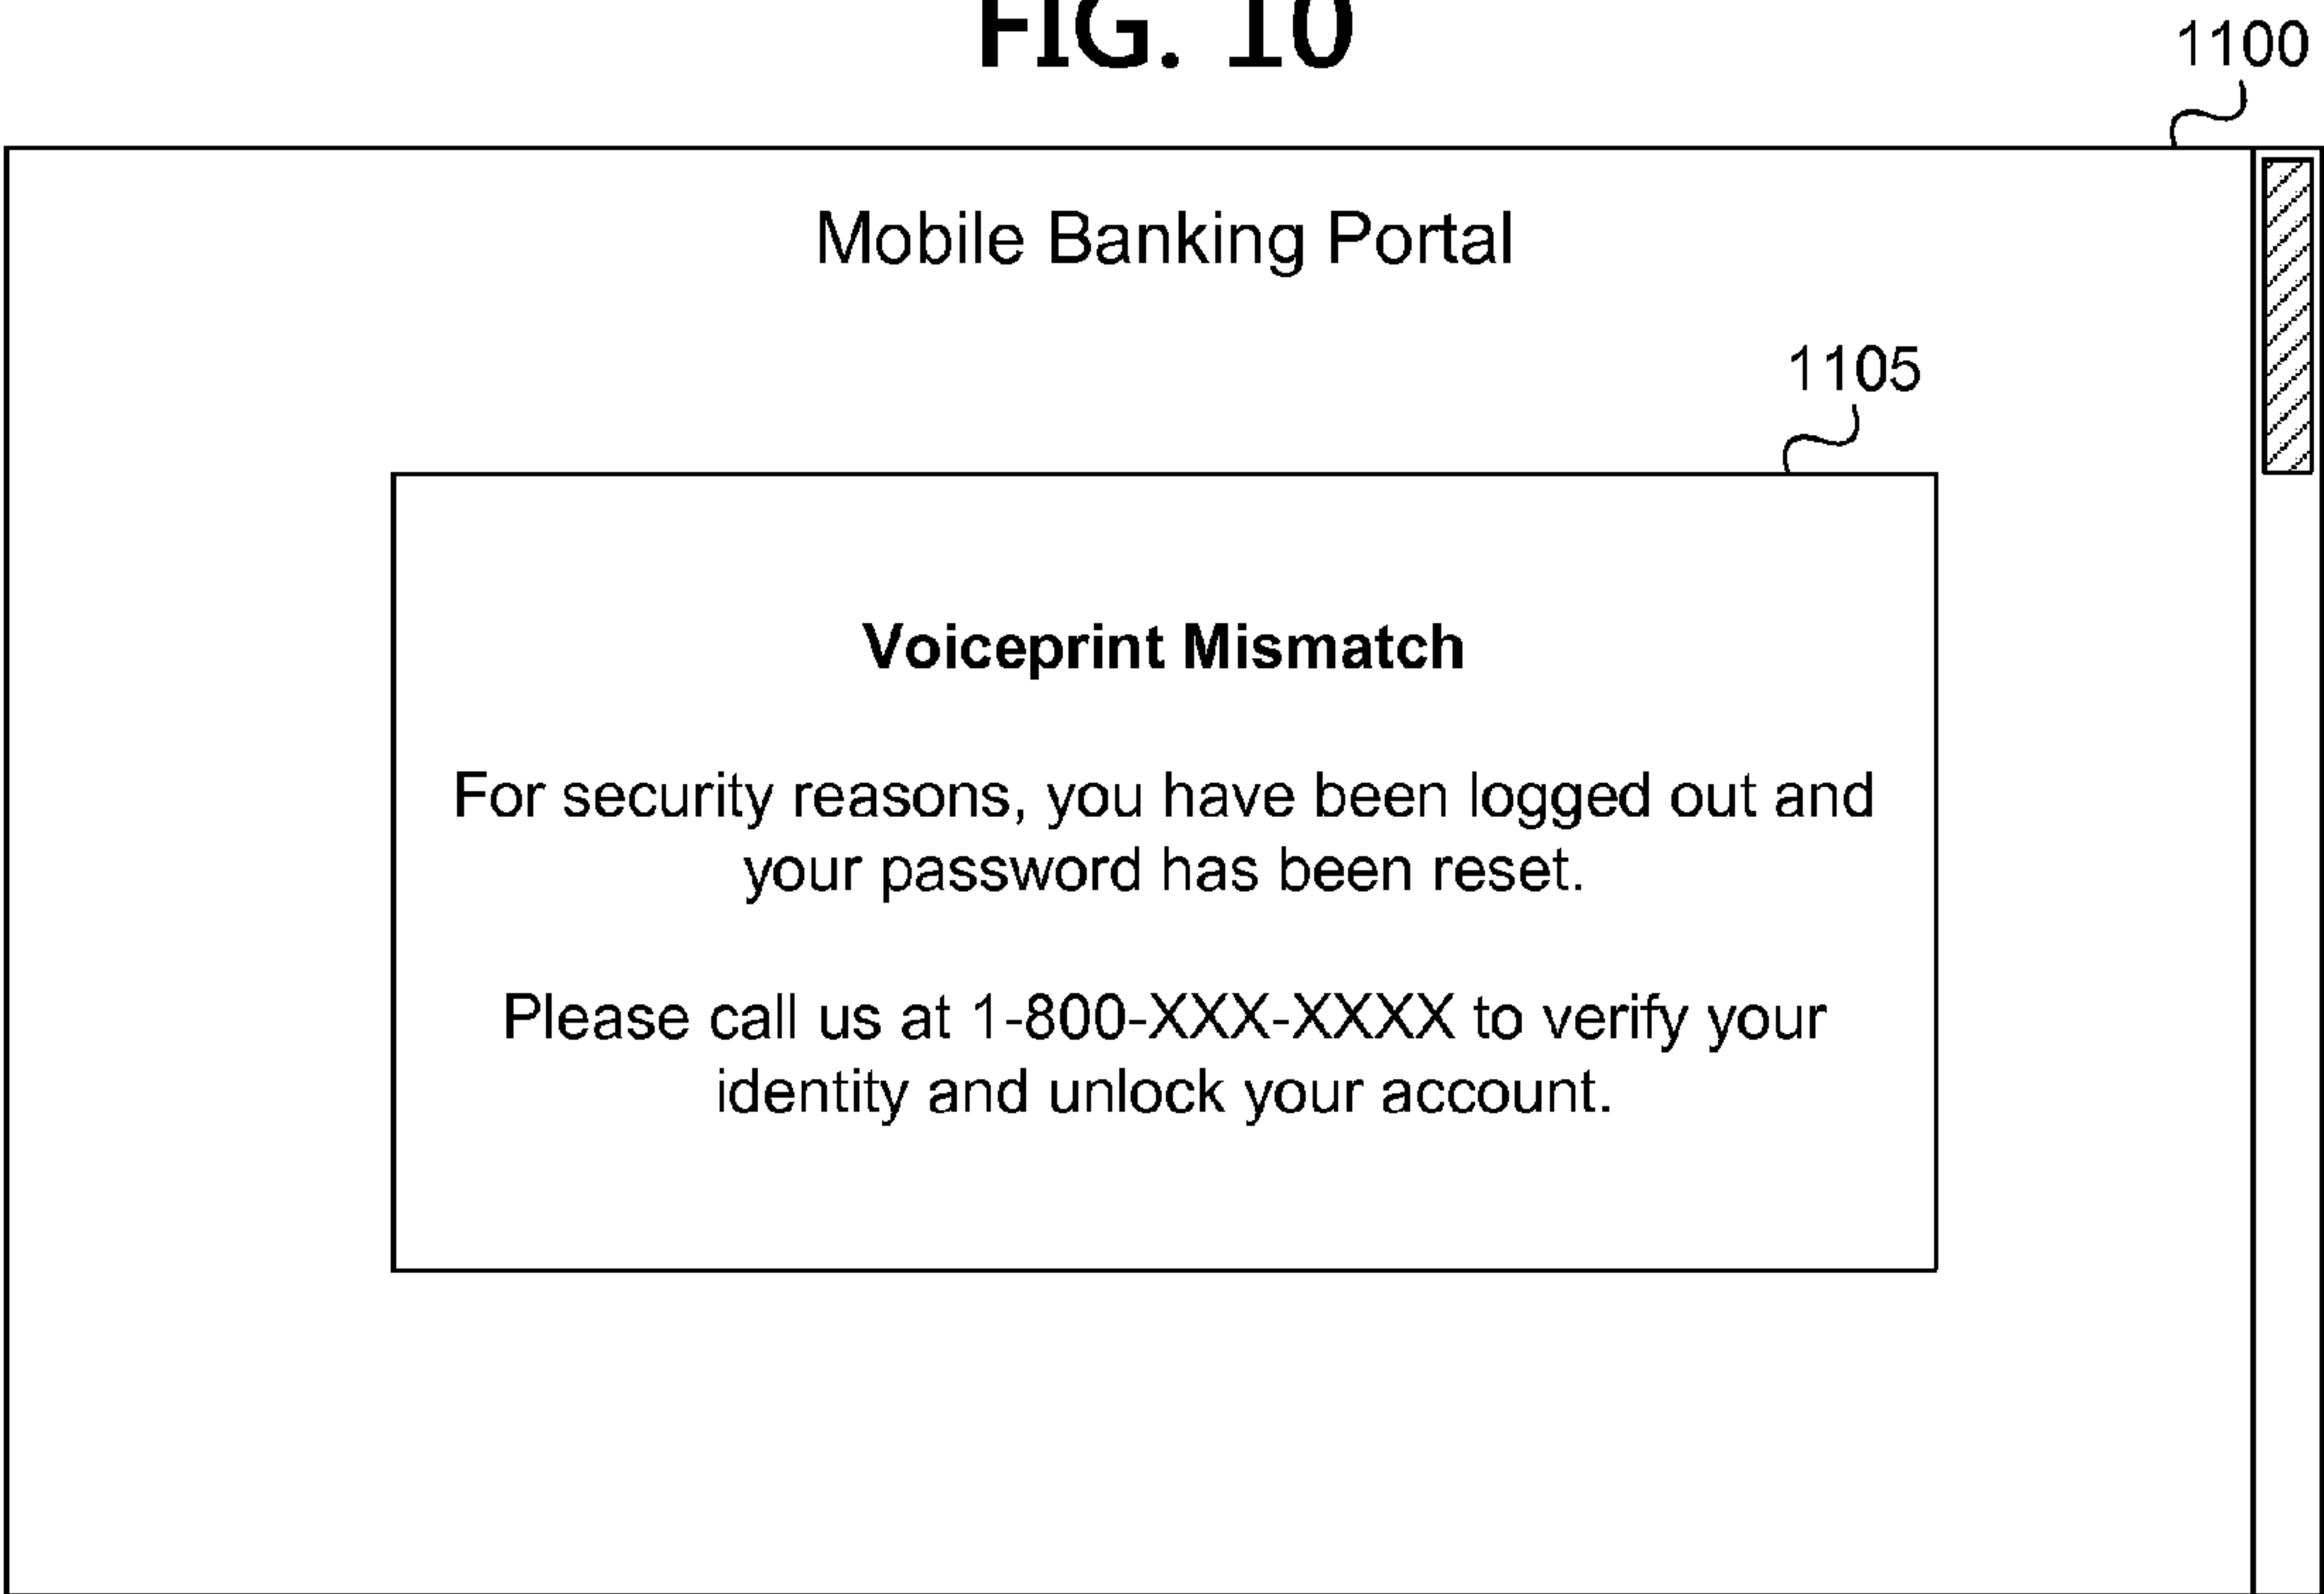 FIG. 10
1100
Mobile Banking Portal
1105
Voiceprint Mismatch
For security reasons, you have been logged out and
your password has been reset.
Please call us at 1-800-XXX-XXXX to verify your
identity and unlock your account.